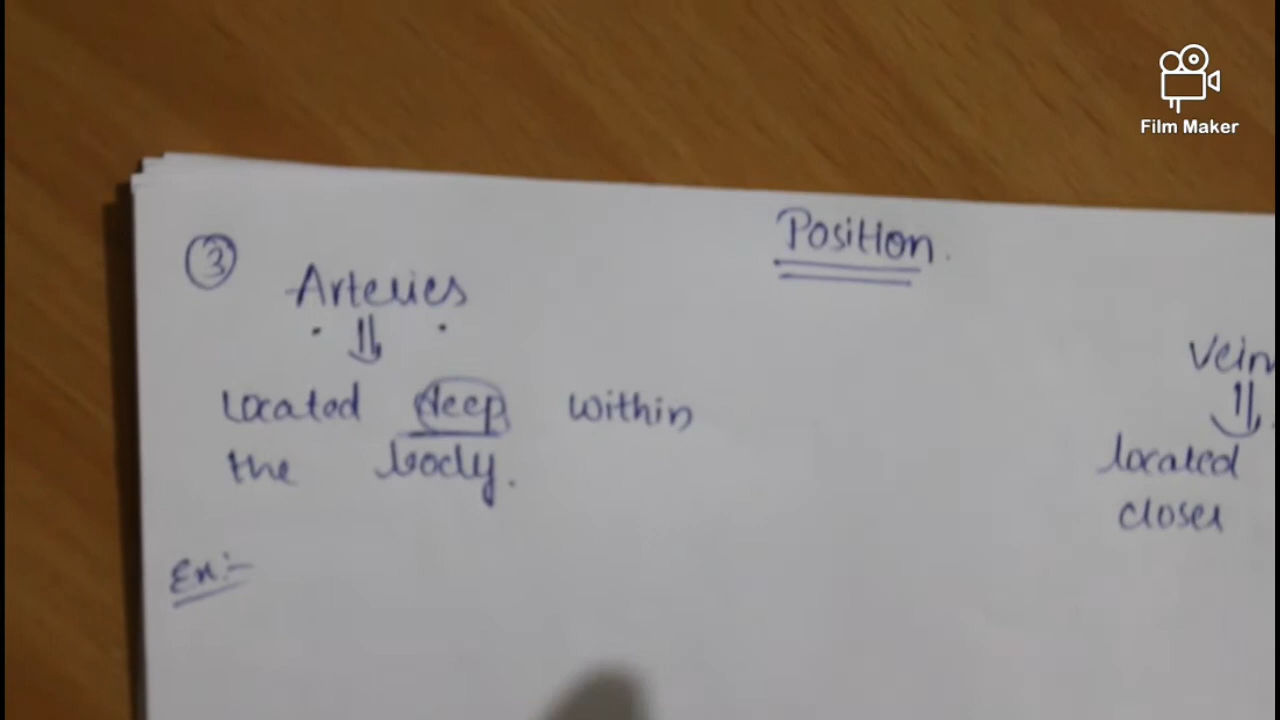 Film Maker
Position.
③
Arteries
Located deep within
the body.
Ex:-
Vein
located
closer